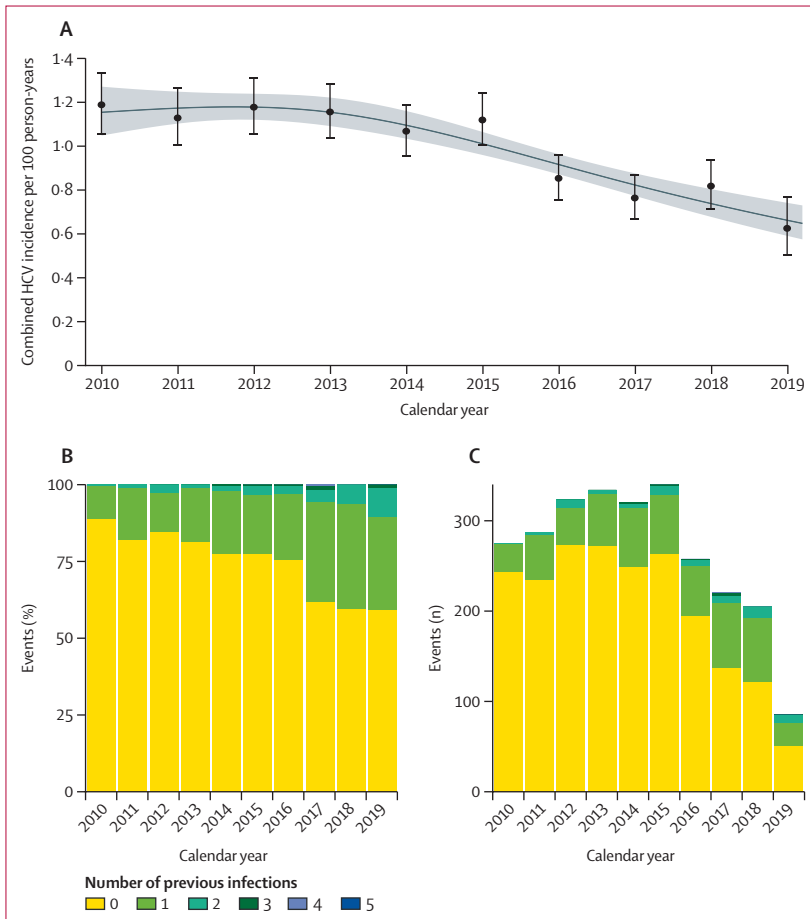 A
Combined HCV incidence per 100 person-years
1·4
1·2
1·0
0·8
0·6
0·4
0·2
0
2010 2011 2012 2013 2014 2015 2016 2017 2018 2019
Calendar year
B
Events (%)
100
75
50
25
0
2010 2011 2012 2013 2014 2015 2016 2017 2018 2019
Calendar year
C
Events (n)
300
200
100
0
2010 2011 2012 2013 2014 2015 2016 2017 2018 2019
Calendar year
Number of previous infections
0 1 2 3 4 5